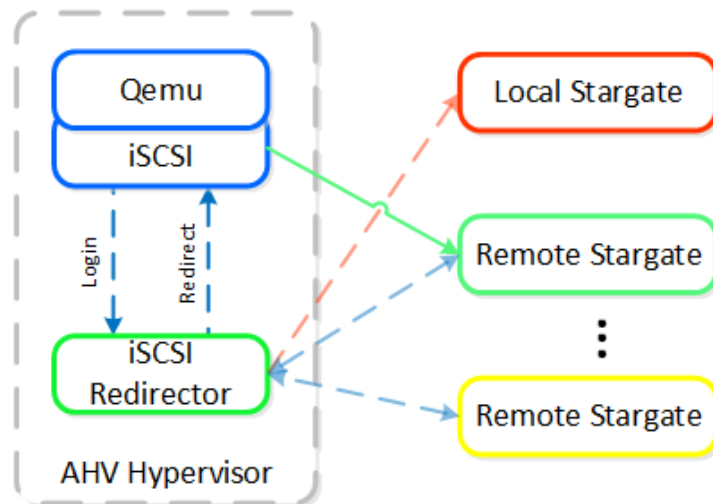 Qemu
iSCSI
Login
Redirect
iSCSI
Redirector
AHV Hypervisor
Local Stargate
Remote Stargate
Remote Stargate